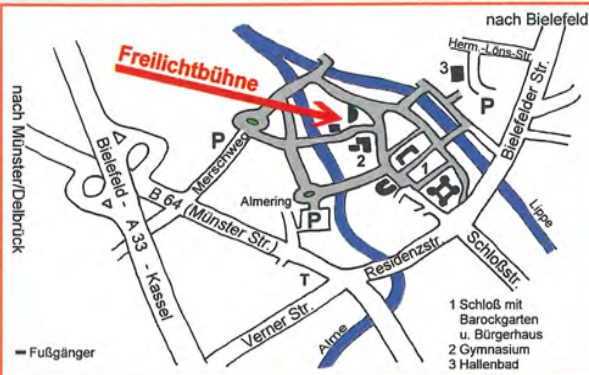 nach Bielefeld
Herm.-Löns-Str.
3
P
Bielefelder Str.
Freilichtbühne
nach Münster/Delbrück
P
Merschweg
2
1
Bielefeld - A 33 - Kassel
B 64 (Münster Str.)
Almering
P
Lippe
Residenzstr.
Schloßstr.
T
Verner Str.
Alme
1 Schloß mit
Barockgarten
u. Bürgerhaus
2 Gymnasium
3 Hallenbad
Fußgänger